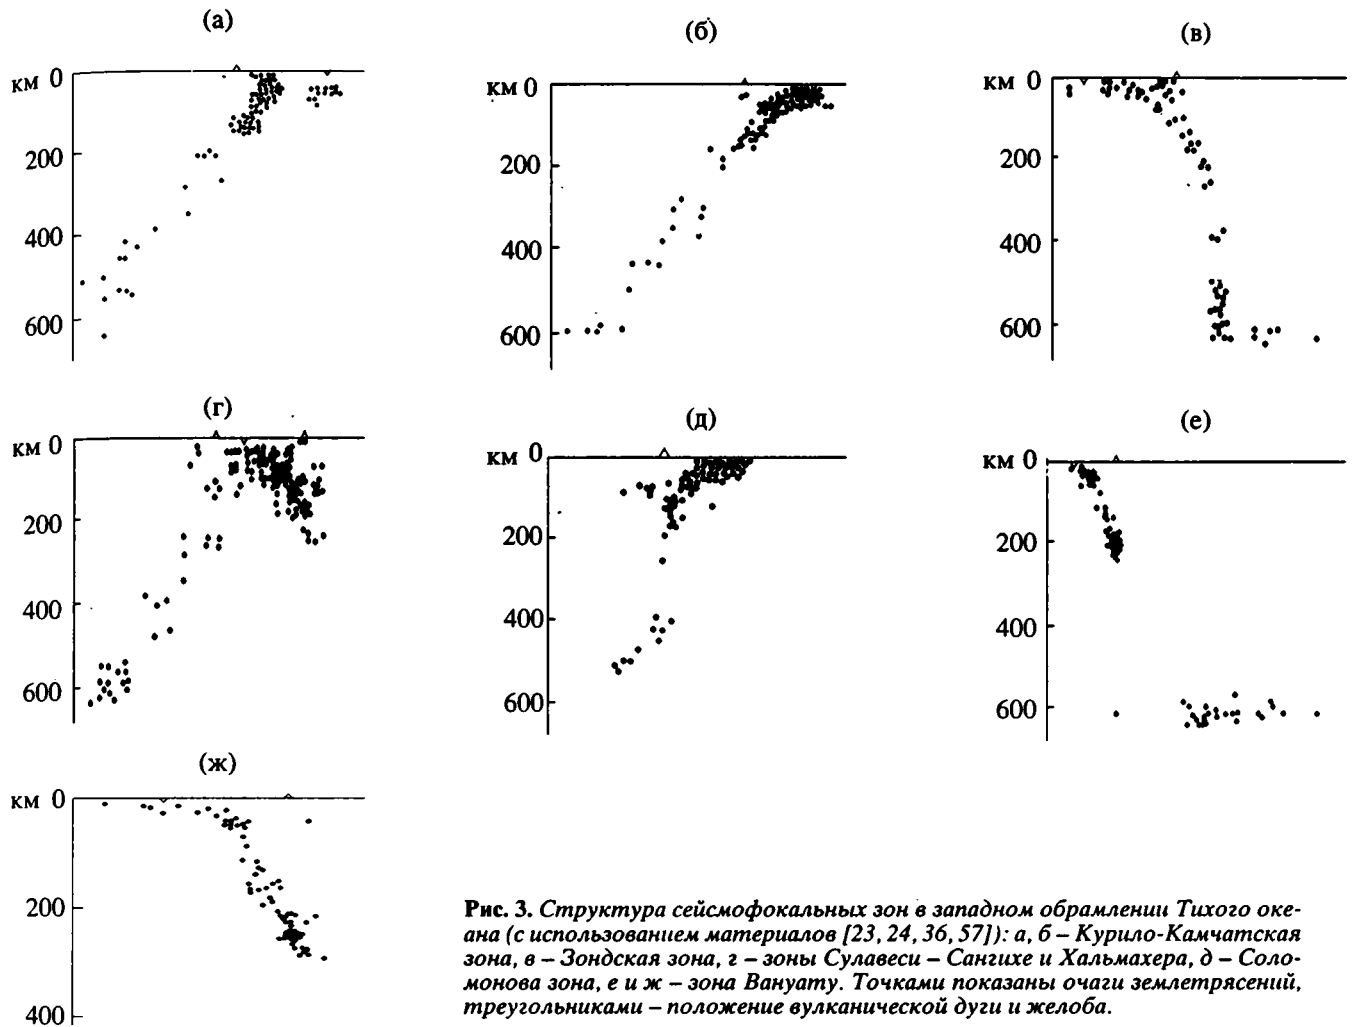 (а)
км 0
200
400
600
(б)
км 0
200
400
600
(в)
км 0
200
400
600
(г)
км 0
200
400
600
(д)
км 0
200
400
600
(е)
км 0
200
400
600
(ж)
км 0
200
400
Рис. 3. Структура сейсмофокальных зон в западном обрамлении Тихого оке-
ана (с использованием материалов [23, 24, 36, 57]): а, б – Курило-Камчатская
зона, в – Зондская зона, г – зоны Сулавеси – Сангихе и Хальмахера, д – Соло-
монова зона, е и ж – зона Вануату. Точками показаны очаги землетрясений,
треугольниками – положение вулканической дуги и желоба.